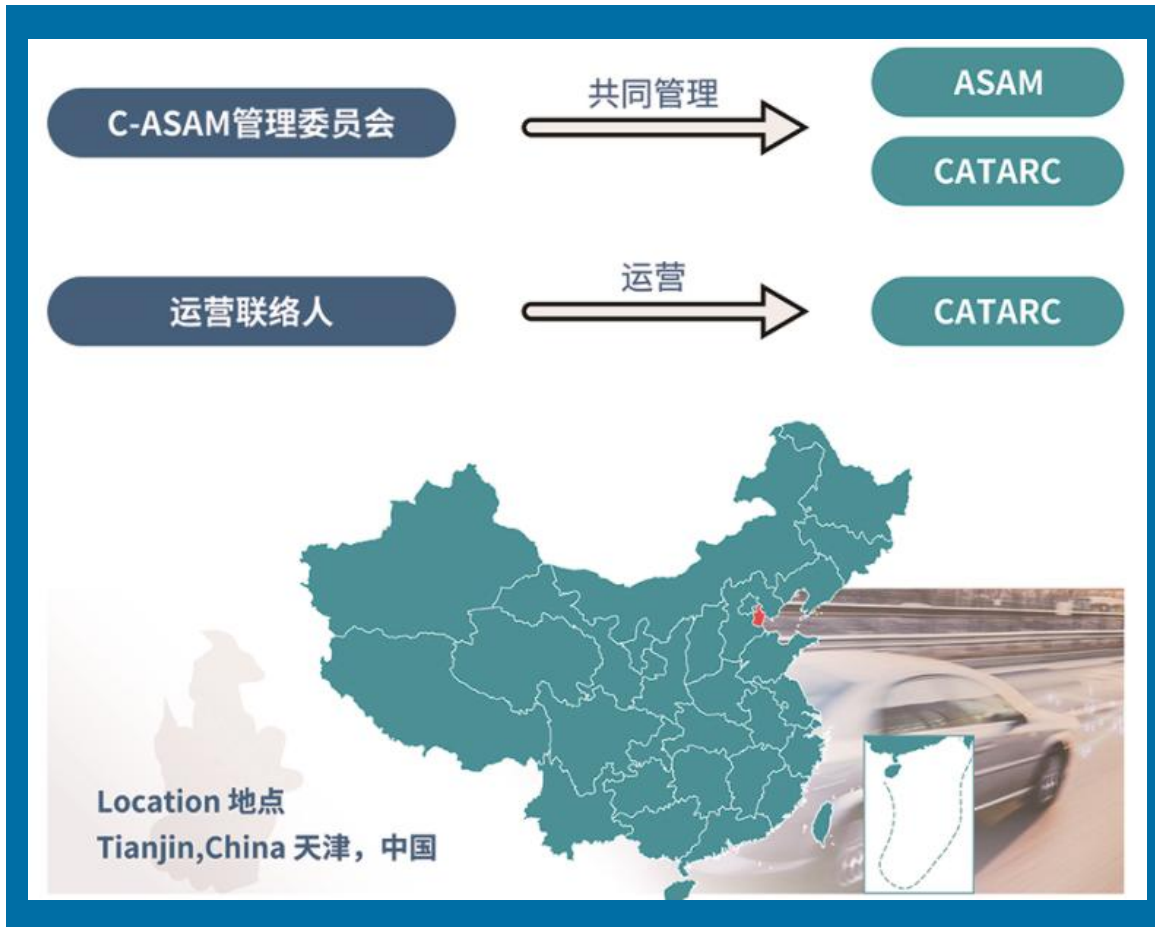 C-ASAM管理委员会
共同管理
ASAM
CATARC
运营联络人
运营
CATARC
Location 地点
Tianjin,China 天津，中国